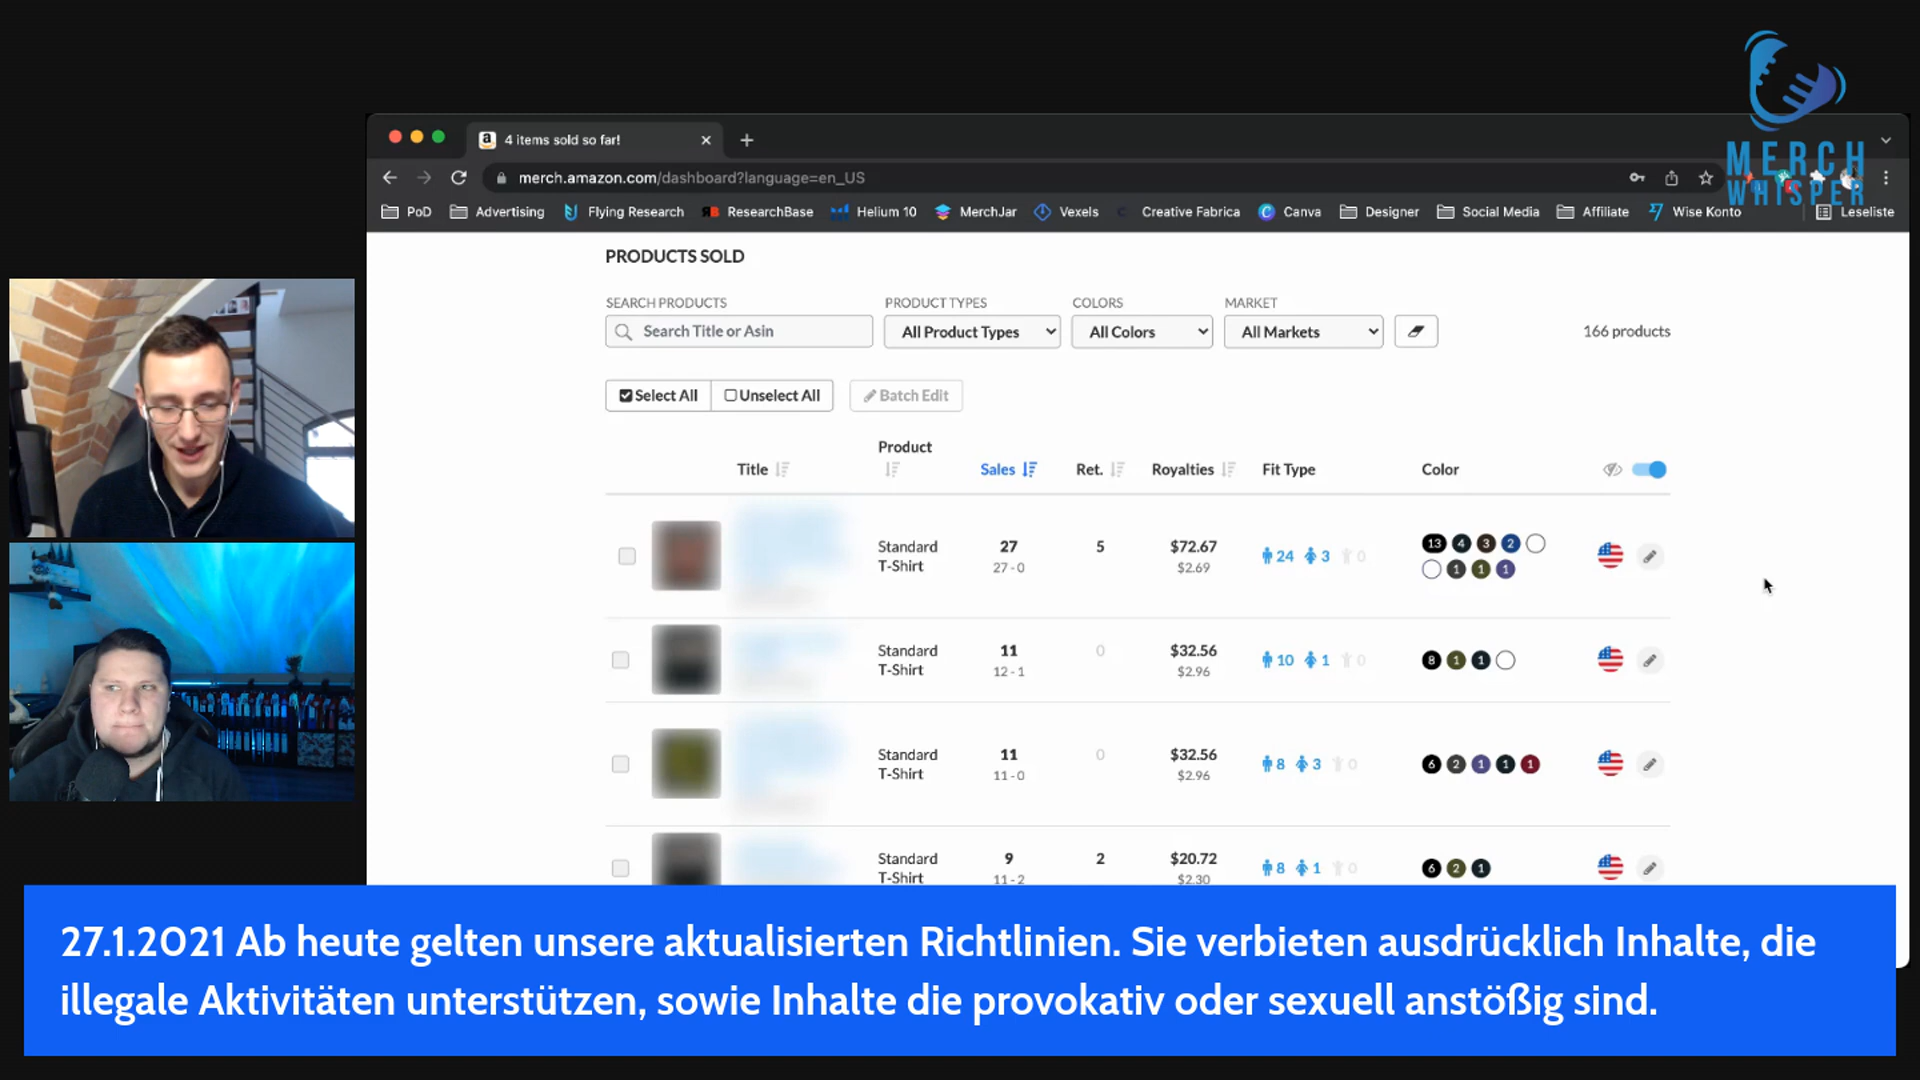 MERCH
WHISPER
4 items sold so far!
merch.amazon.com/dashboard?language=en_US
PoD Advertising Flying Research ResearchBase Helium 10 MerchJar Vexels Creative Fabrica Canva Designer Social Media Affiliate Wise Konto Leseliste
PRODUCTS SOLD
SEARCH PRODUCTS PRODUCT TYPES COLORS MARKET
Search Title or Asin All Product Types All Colors All Markets 166 products
Select All Unselect All Batch Edit
Title Product Sales Ret. Royalties Fit Type Color
Standard 27 5 $72.67 24 3 0 13 4 3 2
T-Shirt 27 - 0 $2.69 1 1 1
Standard 11 0 $32.56 10 1 0 8 1 1
T-Shirt 12 - 1 $2.96
Standard 11 0 $32.56 8 3 0 6 2 1 1 1
T-Shirt 11 - 0 $2.96
Standard 9 2 $20.72 8 1 0 6 2 1
T-Shirt 11 - 2 $2.30
27.1.2021 Ab heute gelten unsere aktualisierten Richtlinien. Sie verbieten ausdrücklich Inhalte, die
illegale Aktivitäten unterstützen, sowie Inhalte die provokativ oder sexuell anstößig sind.